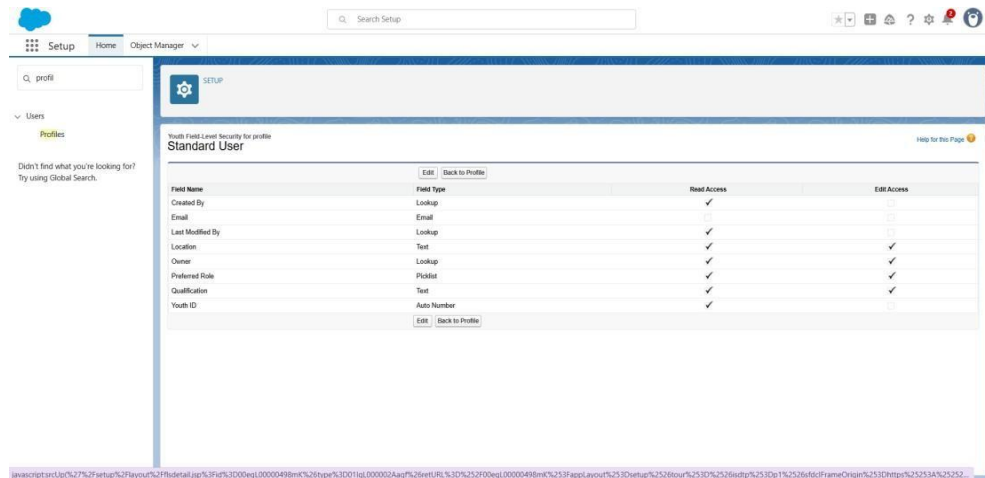 Search Setup
2
Setup Home Object Manager
profil
SETUP
Users
Profiles
Didn't find what you're looking for?
Try using Global Search.
Youth Field-Level Security for profile
Standard User
Help for this Page
Edit Back to Profile
Field Name Field Type Read Access Edit Access
Created By Lookup ✓
Email Email
Last Modified By Lookup ✓
Location Text ✓ ✓
Owner Lookup ✓ ✓
Preferred Role Picklist ✓ ✓
Qualification Text ✓ ✓
Youth ID Auto Number ✓
Edit Back to Profile